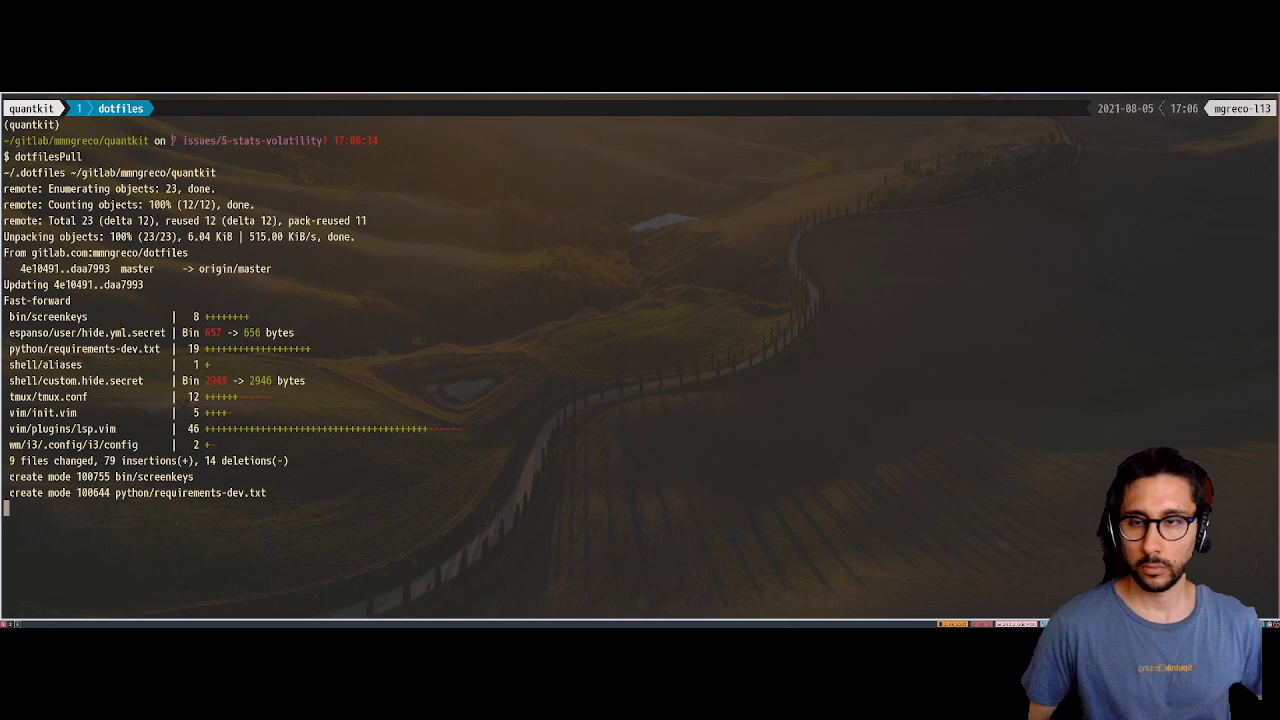 quantkit 1 dotfiles 2021-08-05 17:06 mgreco-l13
(quantkit)
~/gitlab/mmngreco/quantkit on issues/5-stats-volatility! 17:06:14
$ dotfilesPull
~/.dotfiles ~/gitlab/mmngreco/quantkit
remote: Enumerating objects: 23, done.
remote: Counting objects: 100% (12/12), done.
remote: Total 23 (delta 12), reused 12 (delta 12), pack-reused 11
Unpacking objects: 100% (23/23), 6.04 KiB | 515.00 KiB/s, done.
From gitlab.com:mmngreco/dotfiles
4e10491..daa7993 master -> origin/master
Updating 4e10491..daa7993
Fast-forward
bin/screenkeys | 8 ++++++++
espanso/user/hide.yml.secret | Bin 657 -> 656 bytes
python/requirements-dev.txt | 19 +++++++++++++++++++
shell/aliases | 1 +
shell/custom.hide.secret | Bin 2949 -> 2946 bytes
tmux/tmux.conf | 12 ++++++------
vim/init.vim | 5 ++++-
vim/plugins/lsp.vim | 46 ++++++++++++++++++++++++++++++++++++++++------
wm/i3/.config/i3/config | 2 +-
9 files changed, 79 insertions(+), 14 deletions(-)
create mode 100755 bin/screenkeys
create mode 100644 python/requirements-dev.txt
SputnikClimbing